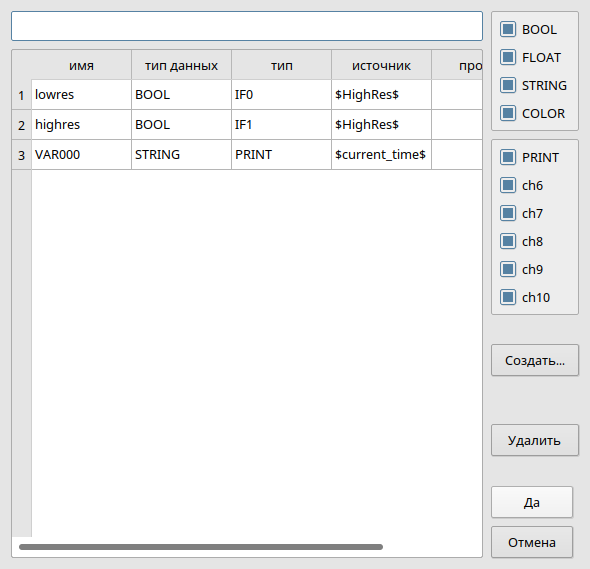 имя тип данных тип источник про
1 lowres BOOL IF0 $HighRes$
2 highres BOOL IF1 $HighRes$
3 VAR000 STRING PRINT $current_time$
BOOL
FLOAT
STRING
COLOR
PRINT
ch6
ch7
ch8
ch9
ch10
Создать...
Удалить
Да
Отмена